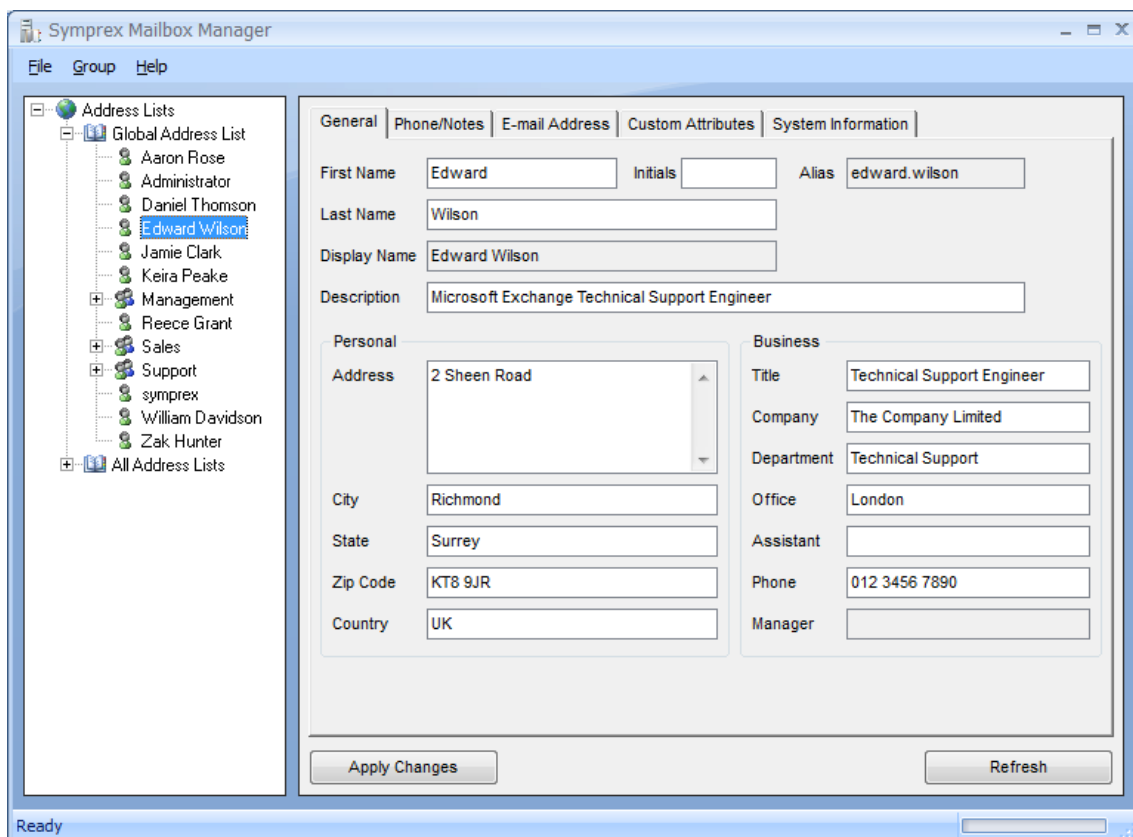 Symprex Mailbox Manager
File Group Help
Address Lists
Global Address List
Aaron Rose
Administrator
Daniel Thomson
Edward Wilson
Jamie Clark
Keira Peake
Management
Reece Grant
Sales
Support
symprex
William Davidson
Zak Hunter
All Address Lists
General Phone/Notes E-mail Address Custom Attributes System Information
First Name Edward Initials Alias edward.wilson
Last Name Wilson
Display Name Edward Wilson
Description Microsoft Exchange Technical Support Engineer
Personal
Address 2 Sheen Road
City Richmond
State Surrey
Zip Code KT8 9JR
Country UK
Business
Title Technical Support Engineer
Company The Company Limited
Department Technical Support
Office London
Assistant
Phone 012 3456 7890
Manager
Apply Changes Refresh
Ready